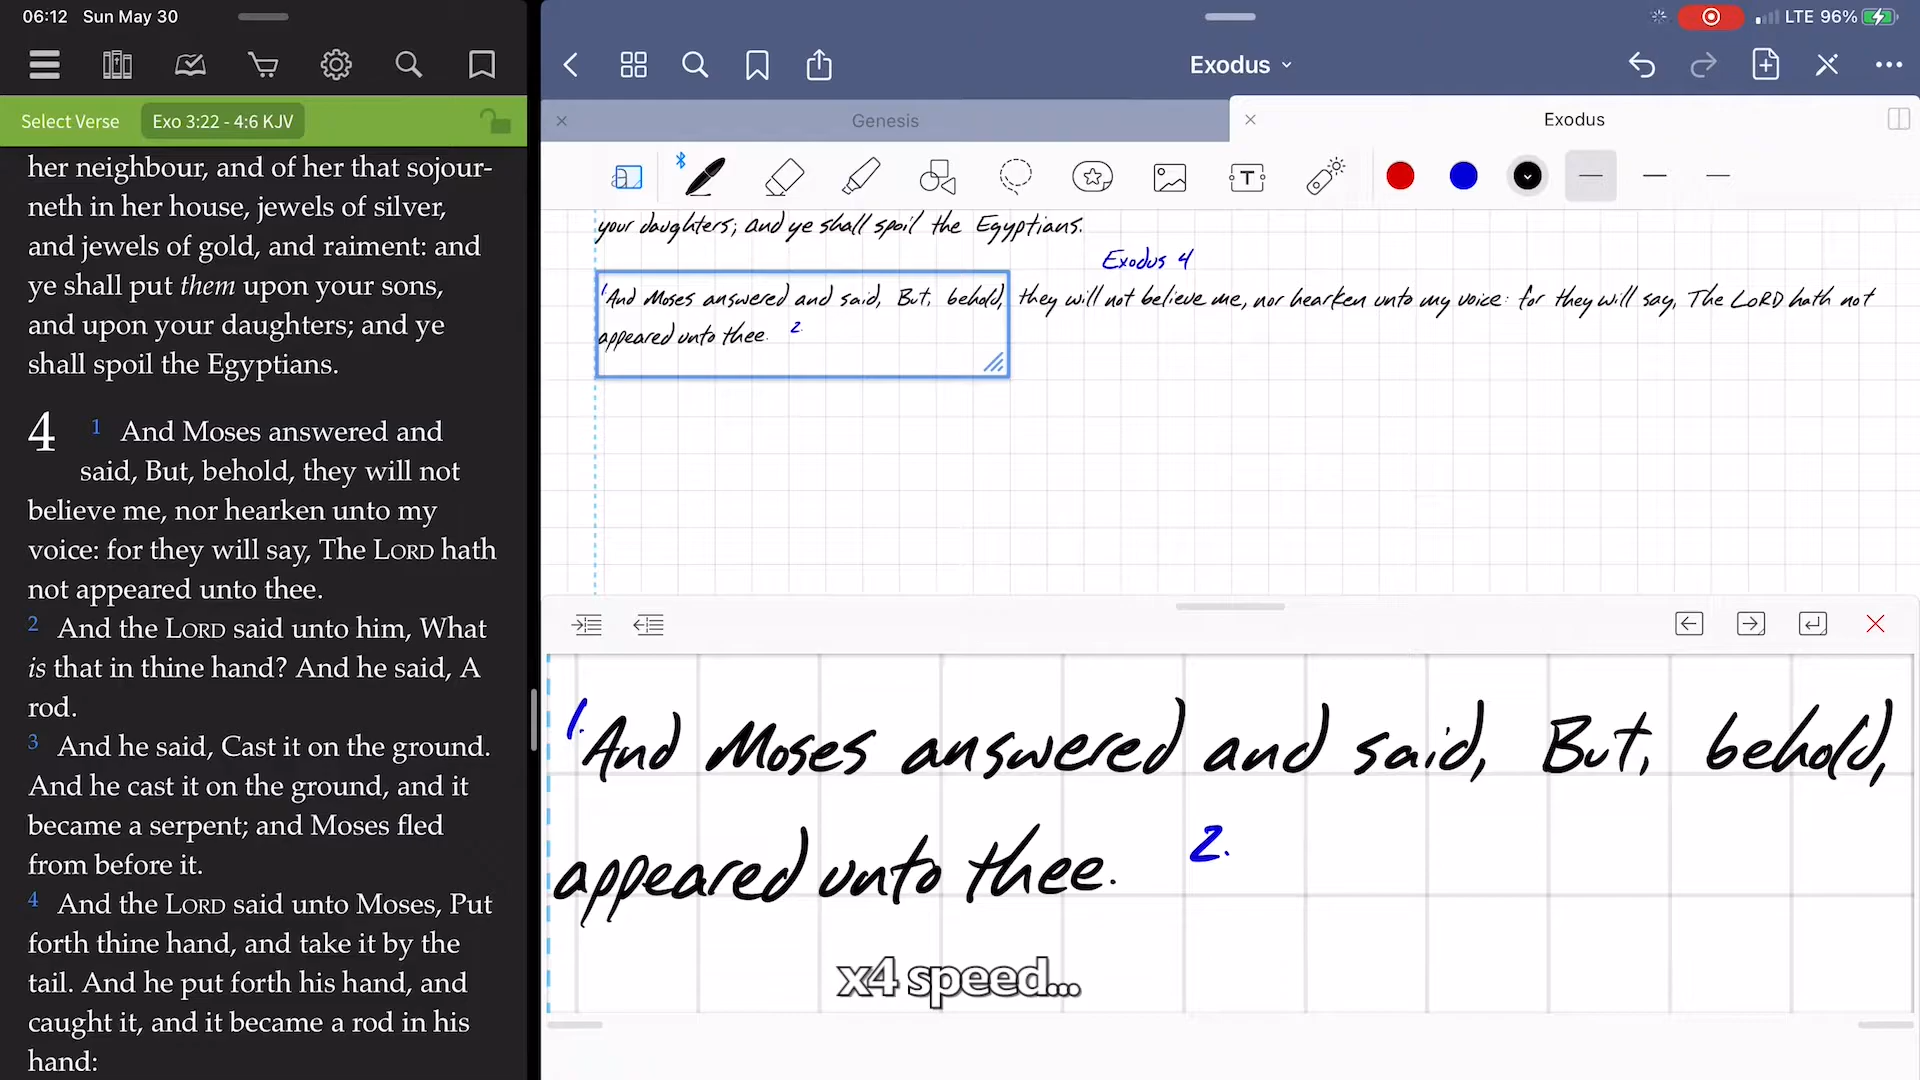 06:12 Sun May 30
LTE 96%
Select Verse Exo 3:22 - 4:6 KJV
her neighbour, and of her that sojour-
neth in her house, jewels of silver,
and jewels of gold, and raiment: and
ye shall put them upon your sons,
and upon your daughters; and ye
shall spoil the Egyptians.
4 1 And Moses answered and
said, But, behold, they will not
believe me, nor hearken unto my
voice: for they will say, The LORD hath
not appeared unto thee.
2 And the LORD said unto him, What
is that in thine hand? And he said, A
rod.
3 And he said, Cast it on the ground.
And he cast it on the ground, and it
became a serpent; and Moses fled
from before it.
4 And the LORD said unto Moses, Put
forth thine hand, and take it by the
tail. And he put forth his hand, and
caught it, and it became a rod in his
hand:
Exodus
Genesis
Exodus
T
your daughters; and ye shall spoil the Egyptians.
Exodus 4
1. And Moses answered and said, But, behold, they will not believe me, nor hearken unto my voice: for they will say, The LORD hath not
appeared unto thee. 2.
1. And Moses answered and said, But, behold,
appeared unto thee. 2.
x4 speed...